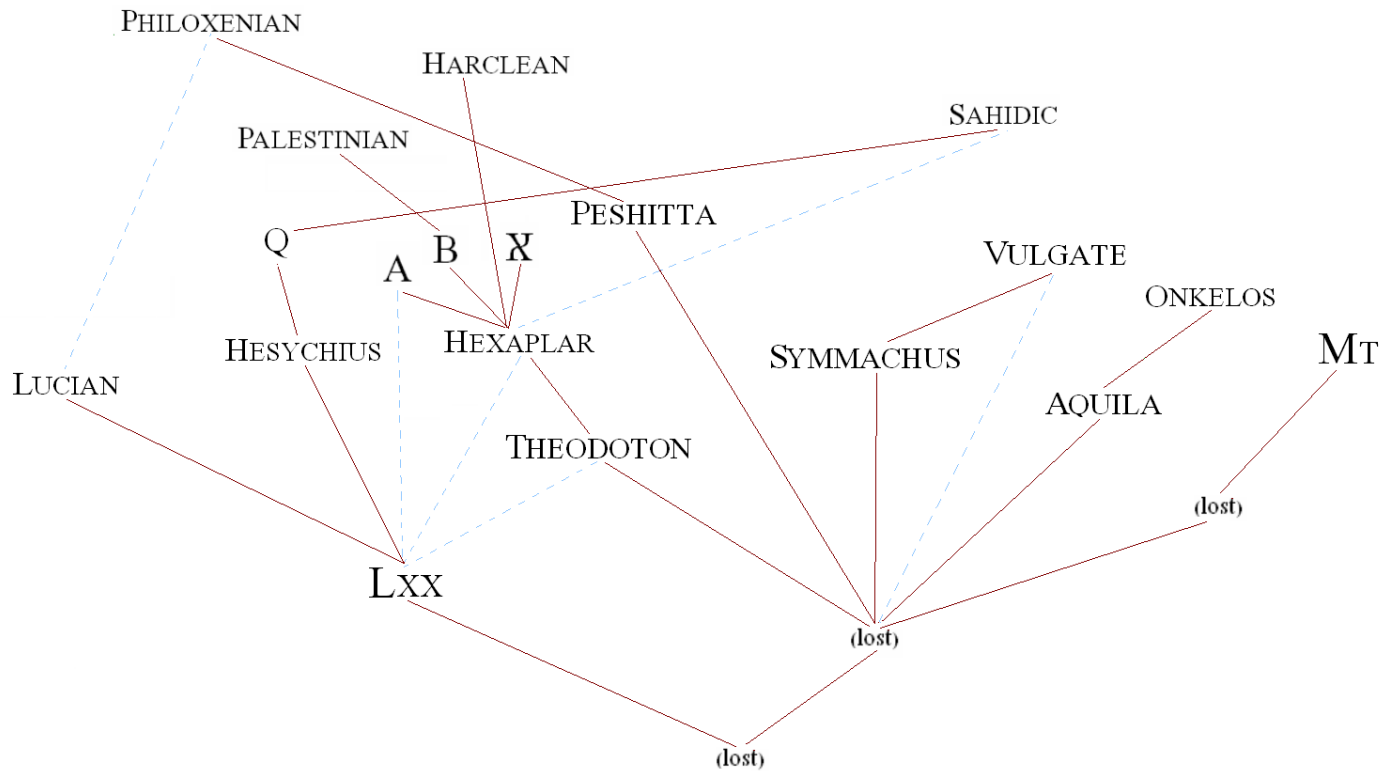 PHILOXENIAN
HARCLEAN
SAHIDIC
PALESTINIAN
PESHITTA
Q
A
B
א
VULGATE
ONKELOS
HESYCHIUS
HEXAPLAR
SYMMACHUS
MT
LUCIAN
AQUILA
THEODOTON
(lost)
LXX
(lost)
(lost)